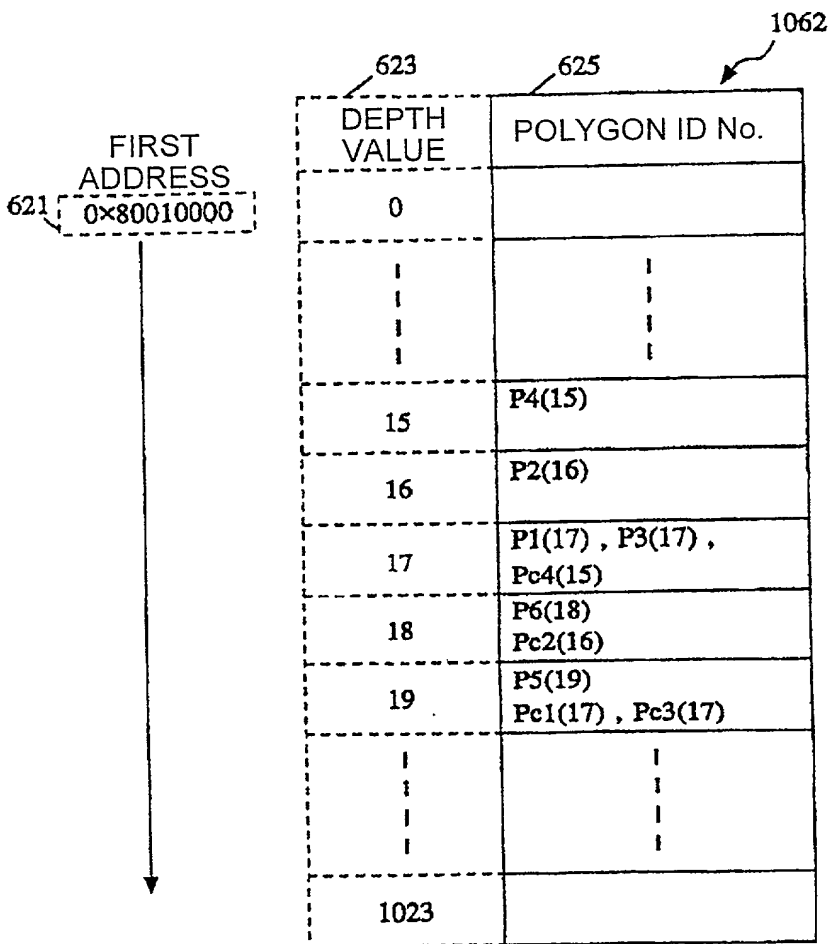 1062
623
625
DEPTH
VALUE
POLYGON ID No.
FIRST
ADDRESS
621
0×80010000
0
15
P4(15)
16
P2(16)
17
P1(17) , P3(17) ,
Pc4(15)
18
P6(18)
Pc2(16)
19
P5(19)
Pc1(17) , Pc3(17)
1023